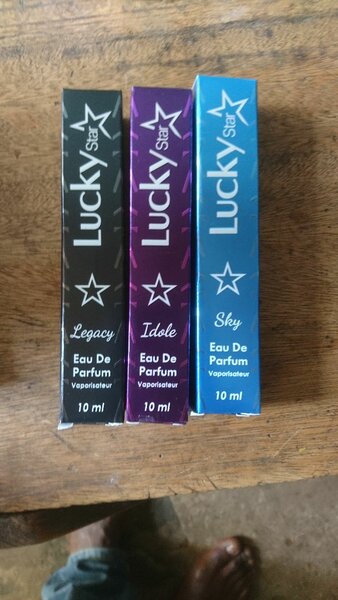 Lucky
Star
Legacy
Eau De
Parfum
Vaporisateur
10 ml
Lucky
Star
Idole
Eau De
Parfum
Vaporisateur
10 ml
Lucky
Star
Sky
Eau De
Parfum
Vaporisateur
10 ml